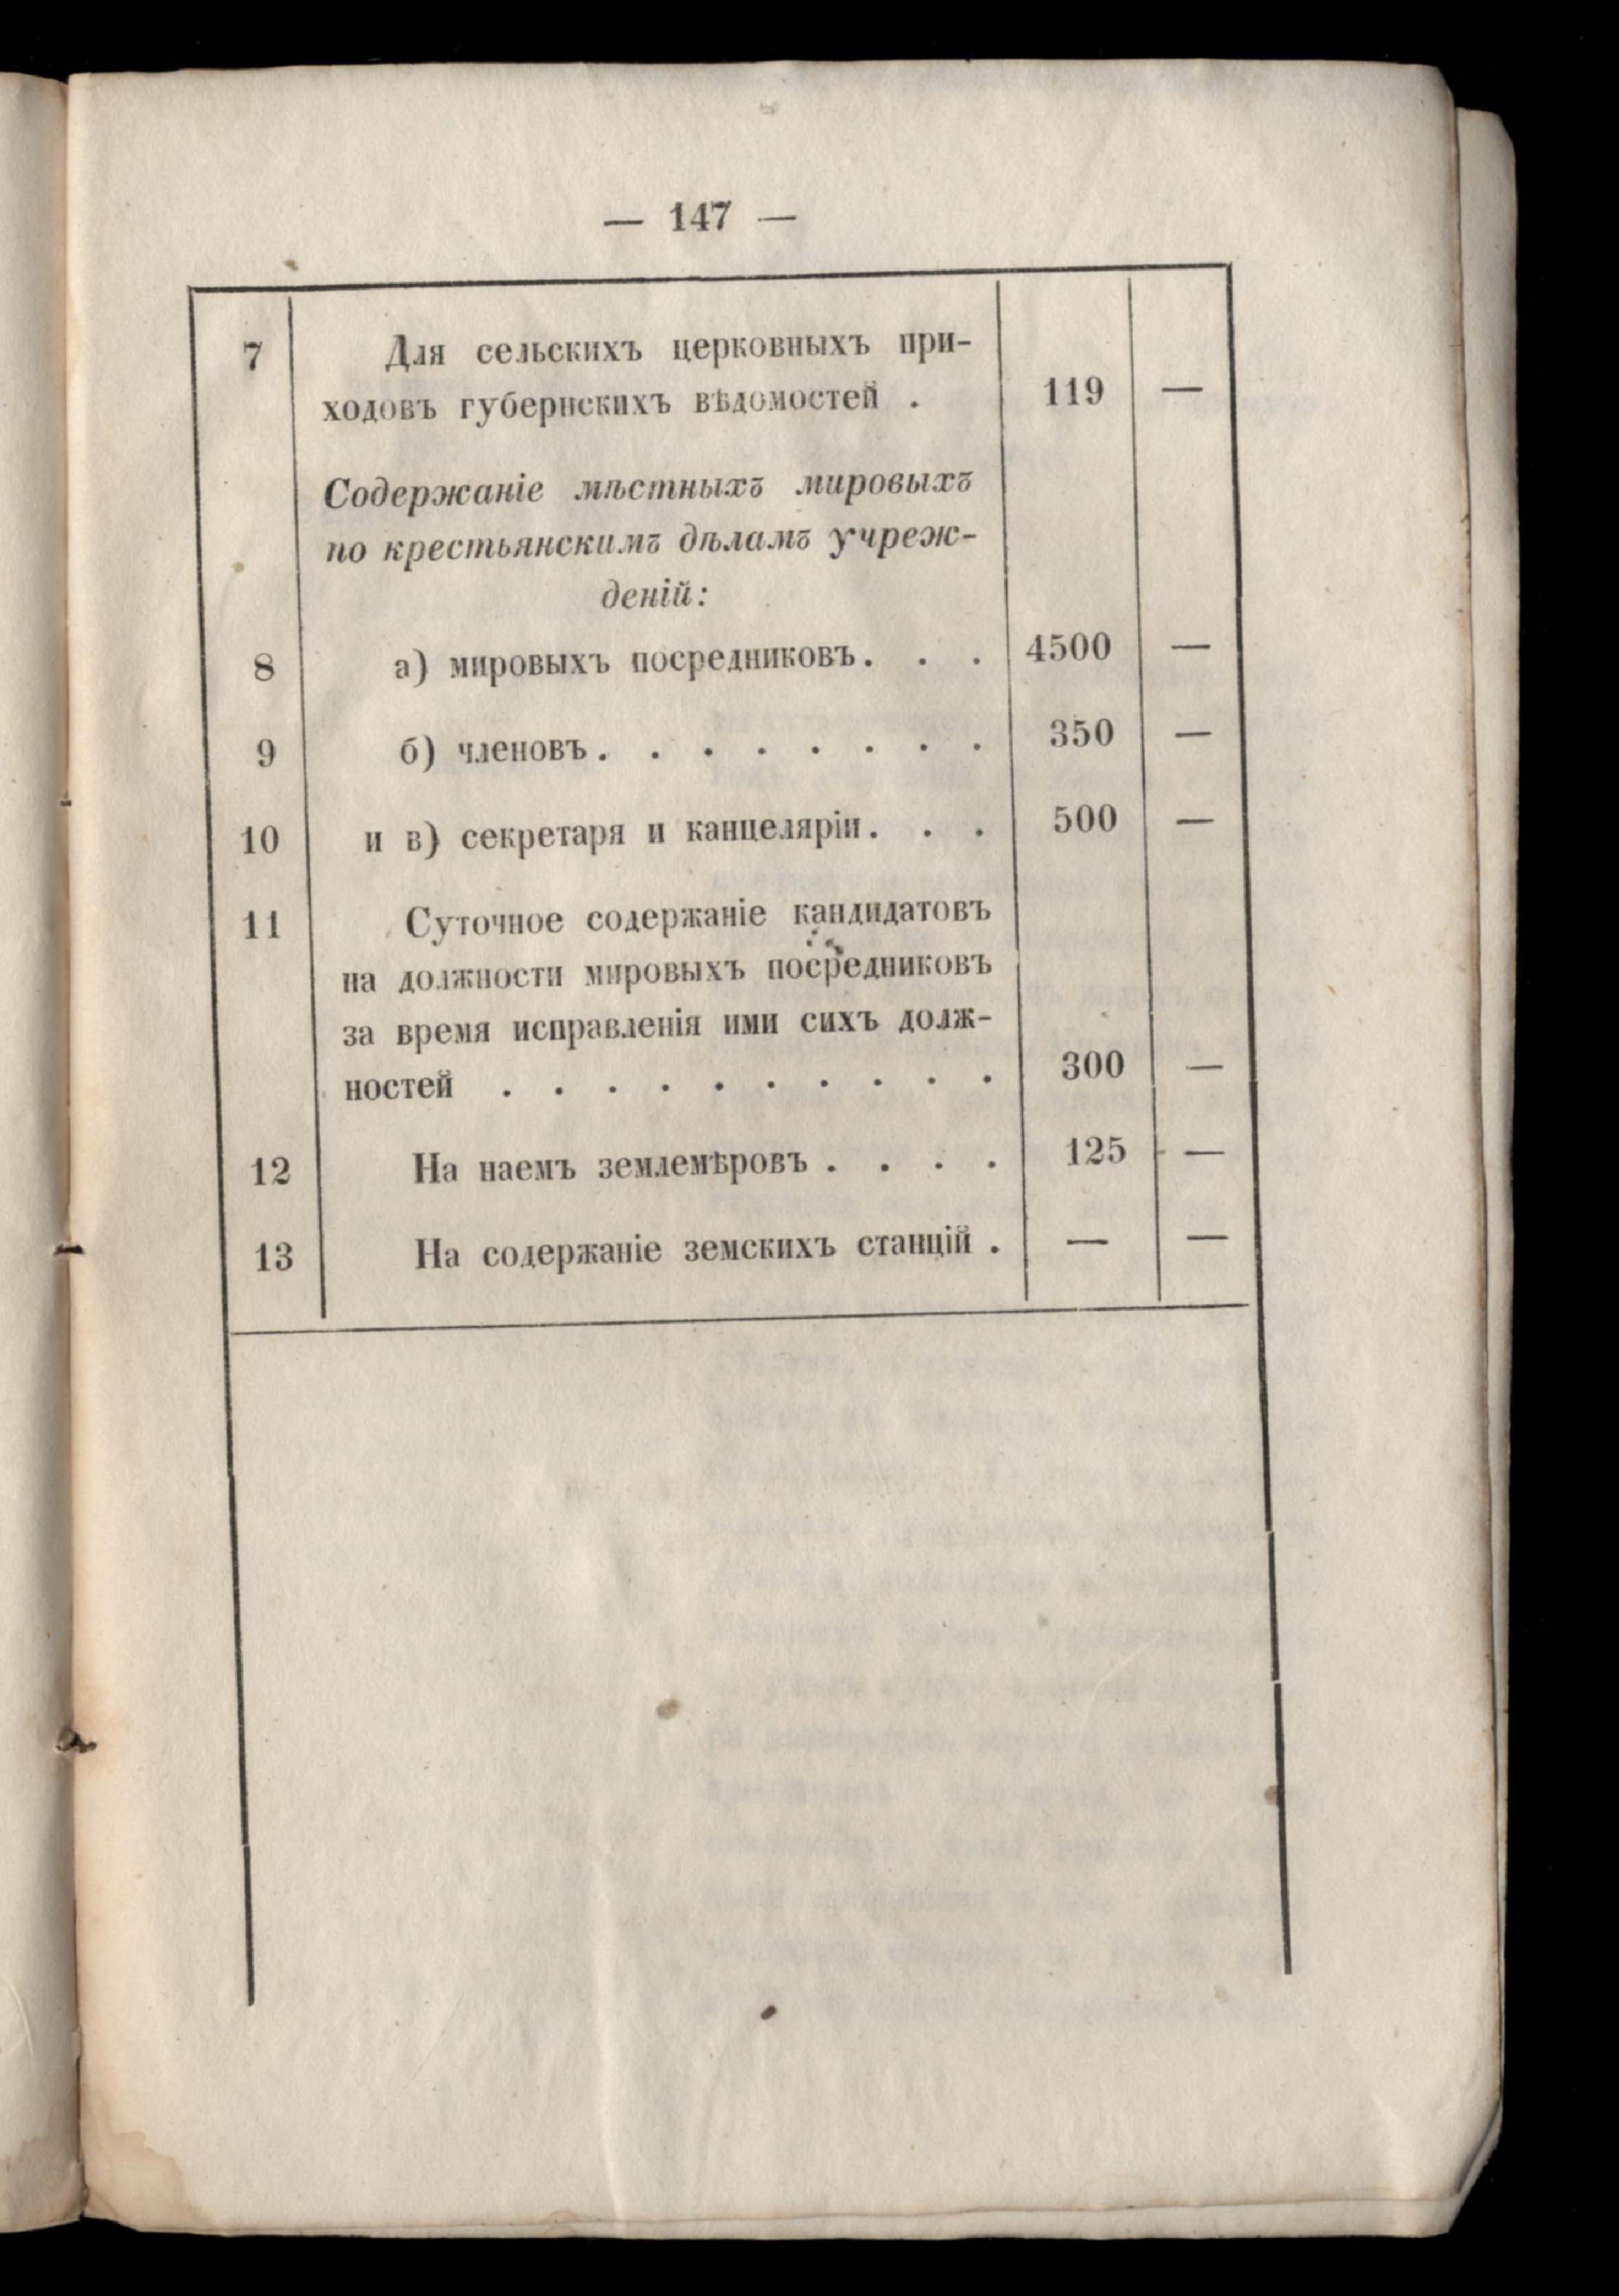 — 147 —
7 Для сельскихъ церковныхъ при-
ходовъ губернскихъ вѣдомостей . 119 —
Содержаніе мѣстныхъ мировыхъ
по крестьянскимъ дѣламъ учреж-
деній:
8 а) мировыхъ посредниковъ. . . 4500 —
9 б) членовъ. . . . . . . . 350 —
10 и в) секретаря и канцеляріи. . . 500 —
11 Суточное содержаніе кандидатовъ
на должности мировыхъ посредниковъ
за время исправленія ими сихъ долж-
ностей . . . . . . . . . . 300 —
12 На наемъ землемѣровъ . . . . 125 —
13 На содержаніе земскихъ станцій . — —